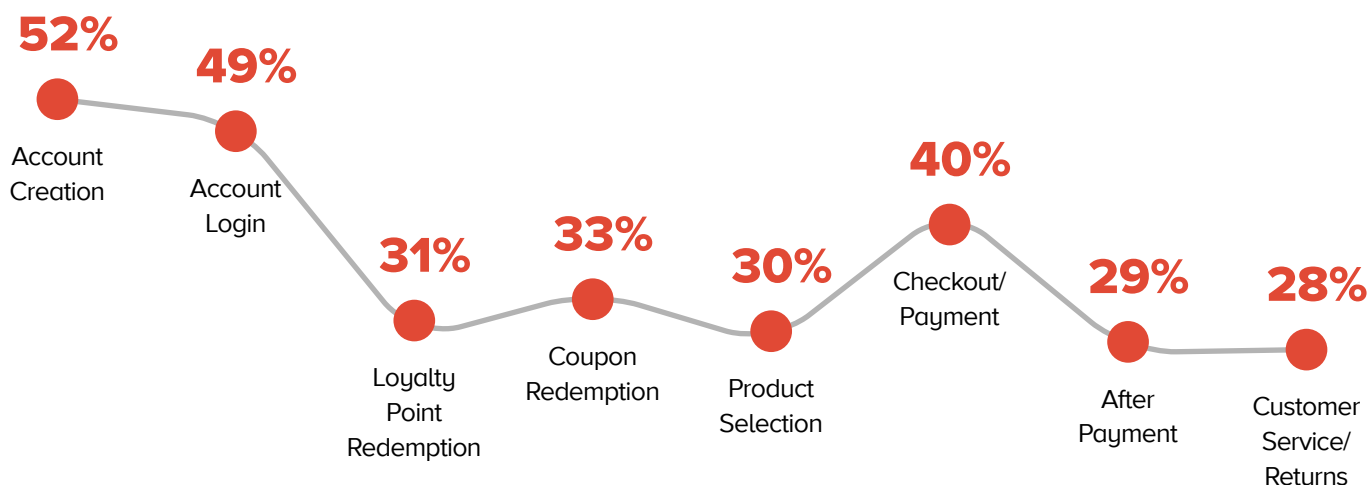 52%
Account
Creation
49%
Account
Login
31%
Loyalty
Point
Redemption
33%
Coupon
Redemption
30%
Product
Selection
40%
Checkout/
Payment
29%
After
Payment
28%
Customer
Service/
Returns